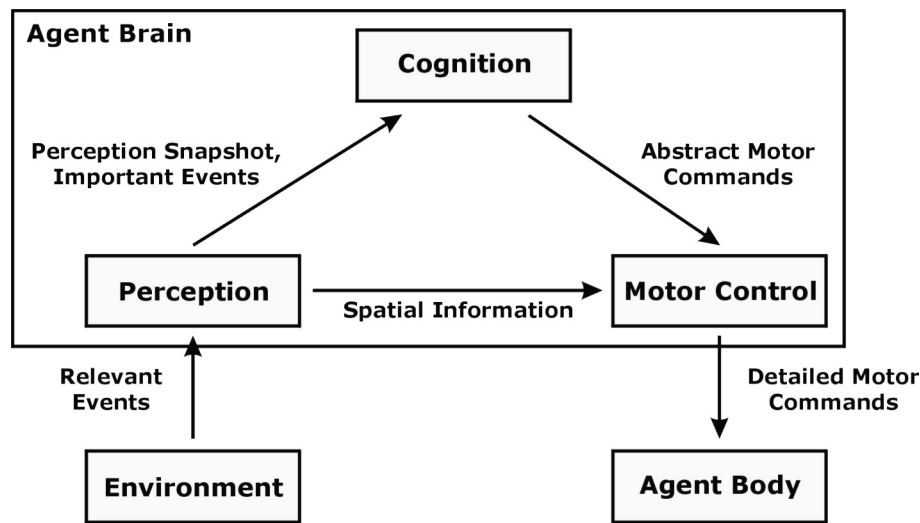 Agent Brain
Cognition
Perception Snapshot,
Important Events
Abstract Motor
Commands
Perception
Spatial Information
Motor Control
Relevant
Events
Detailed Motor
Commands
Environment
Agent Body